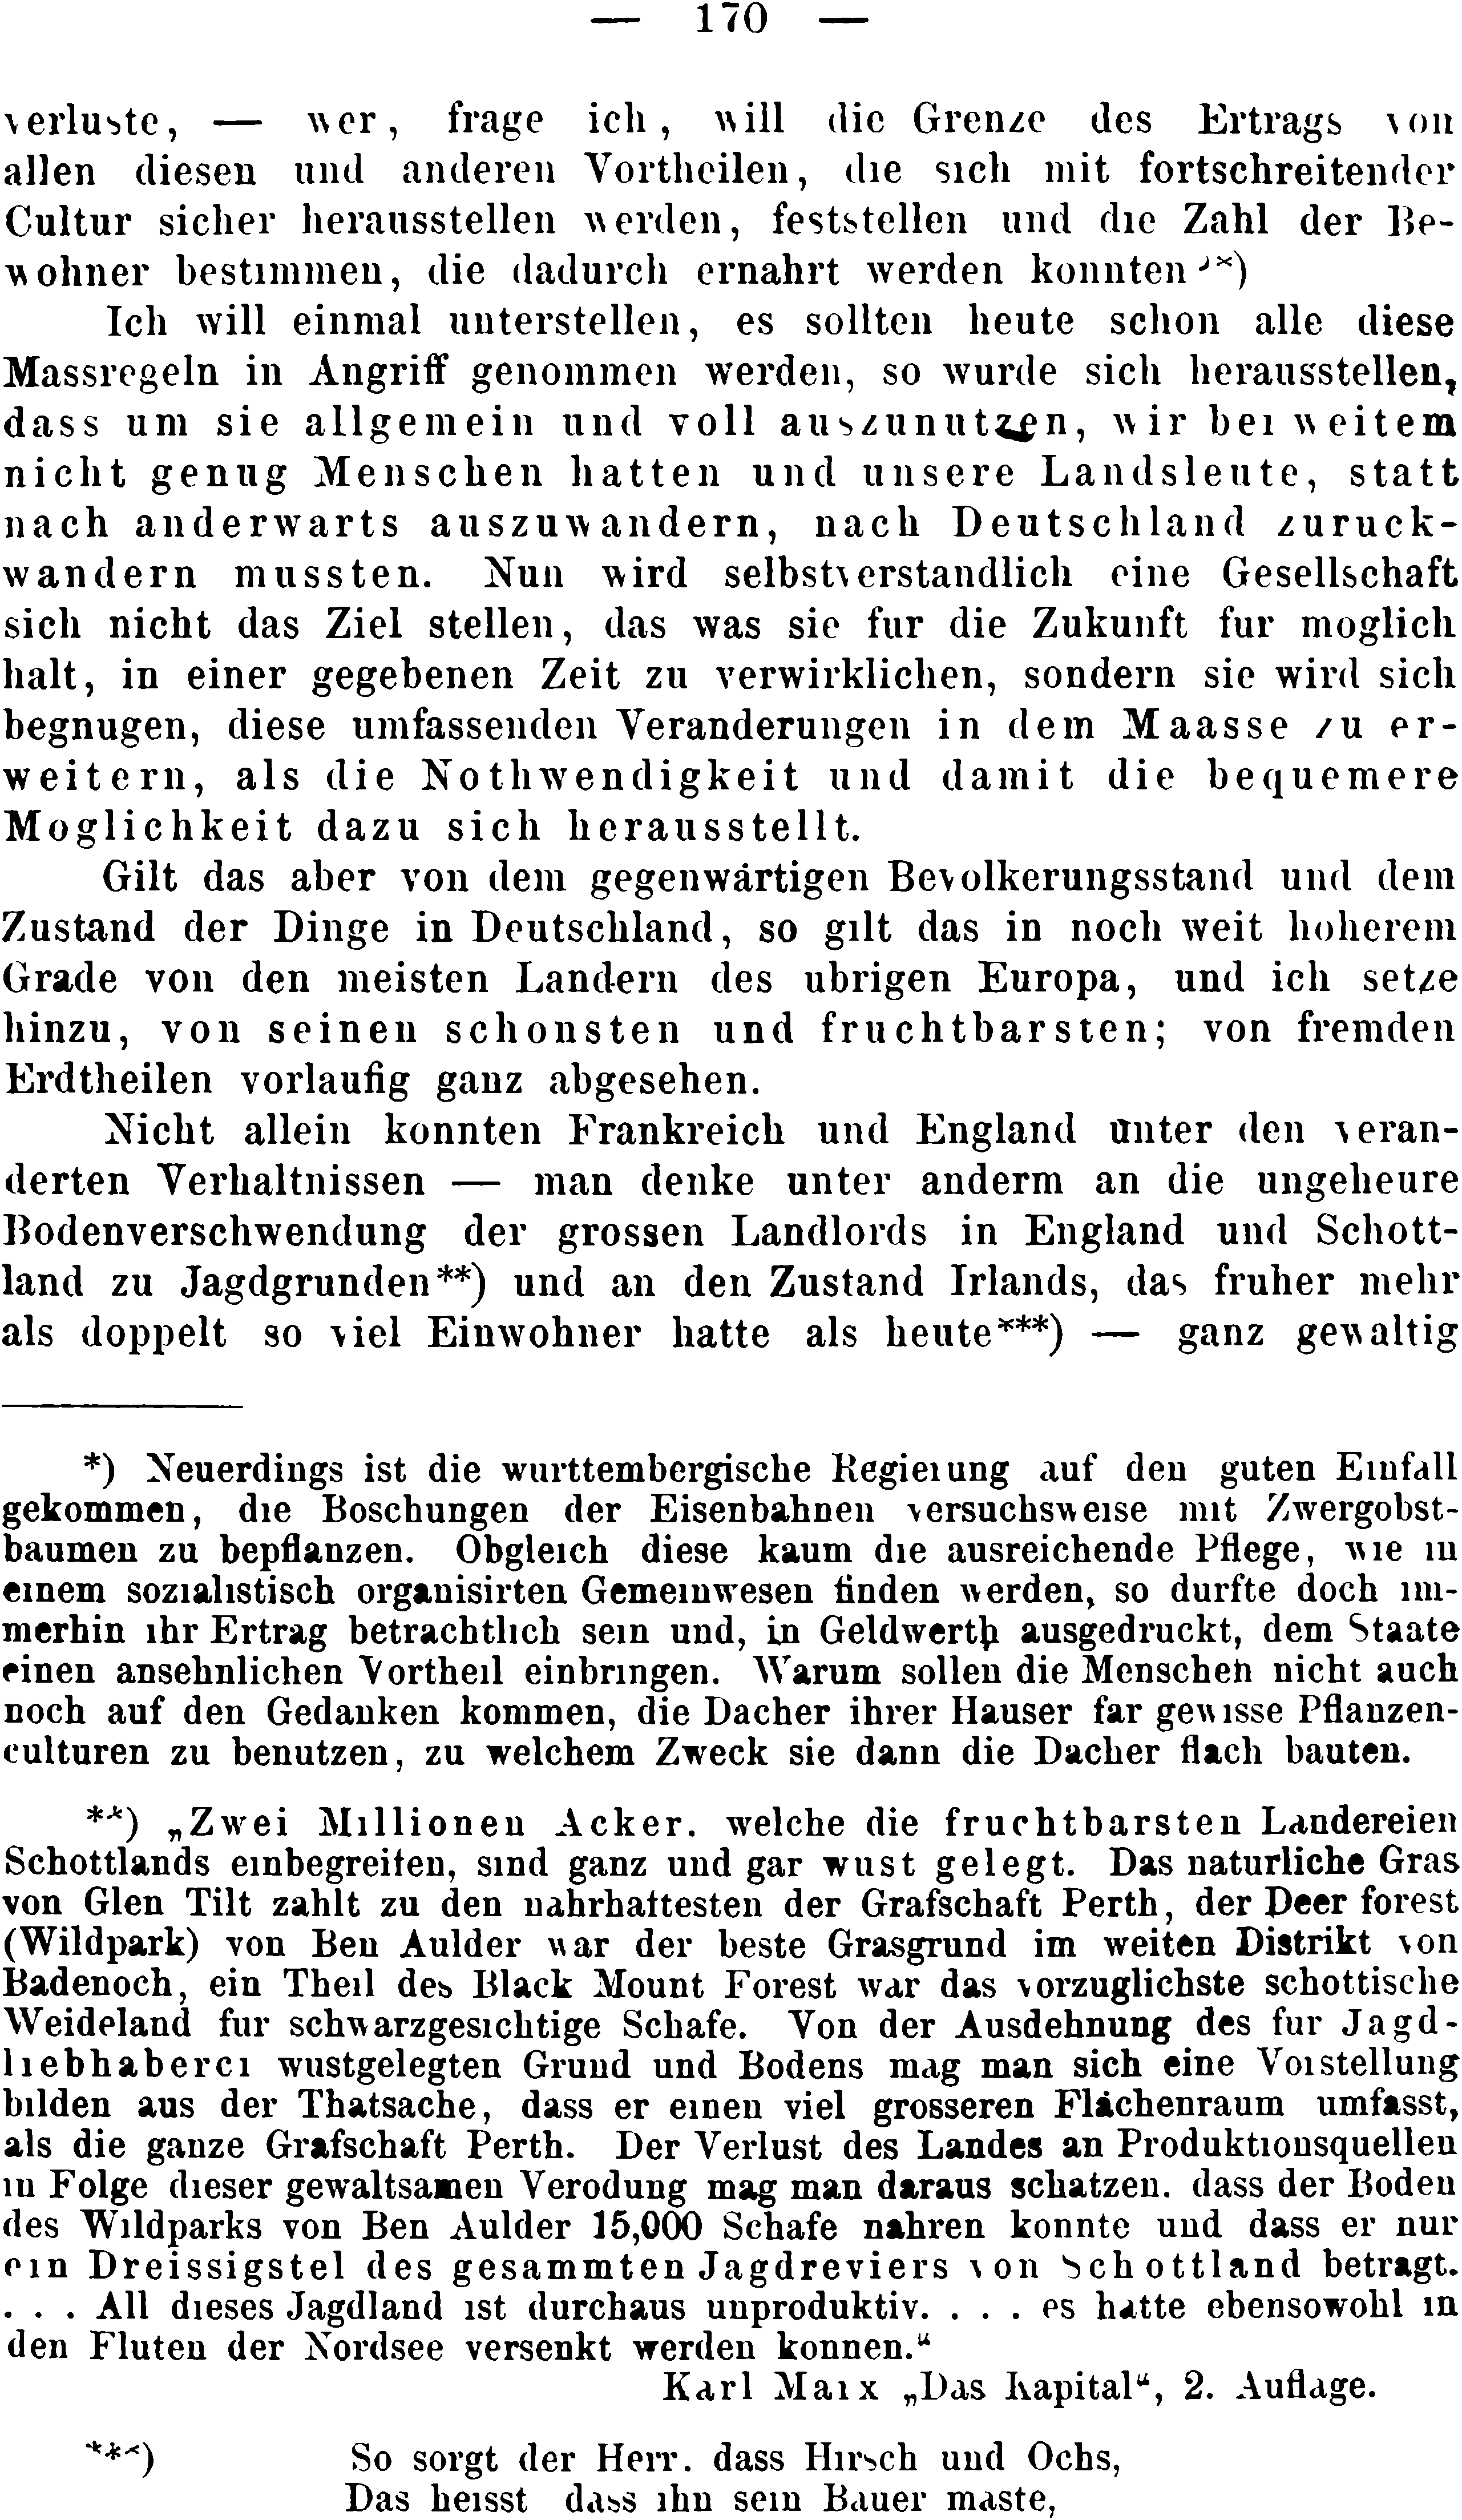 — 170 —
verluste, — wer, frage ich, will die Grenze des Ertrags von
allen diesen und anderen Vortheilen, die sich mit fortschreitender
Cultur sicher herausstellen werden, feststellen und die Zahl der Be-
wohner bestimmen, die dadurch ernahrt werden konnten *)
Ich will einmal unterstellen, es sollten heute schon alle diese
Massregeln in Angriff genommen werden, so wurde sich herausstellen,
dass um sie allgemein und voll auszunutzen, wir bei weitem
nicht genug Menschen hatten und unsere Landsleute, statt
nach anderwarts auszuwandern, nach Deutschland zuruck-
wandern mussten. Nun wird selbstverstandlich eine Gesellschaft
sich nicht das Ziel stellen, das was sie fur die Zukunft fur moglich
halt, in einer gegebenen Zeit zu verwirklichen, sondern sie wird sich
begnugen, diese umfassenden Veranderungen in dem Maasse zu er-
weitern, als die Nothwendigkeit und damit die bequemere
Moglichkeit dazu sich herausstellt.
Gilt das aber von dem gegenwärtigen Bevolkerungsstand und dem
Zustand der Dinge in Deutschland, so gilt das in noch weit hoherem
Grade von den meisten Landern des ubrigen Europa, und ich setze
hinzu, von seinen schonsten und fruchtbarsten; von fremden
Erdtheilen vorlaufig ganz abgesehen.
Nicht allein konnten Frankreich und England unter den veran-
derten Verhaltnissen — man denke unter anderm an die ungeheure
Bodenverschwendung der grossen Landlords in England und Schott-
land zu Jagdgrunden**) und an den Zustand Irlands, das fruher mehr
als doppelt so viel Einwohner hatte als heute***) — ganz gewaltig
*) Neuerdings ist die wurttembergische Regierung auf den guten Einfall
gekommen, die Boschungen der Eisenbahnen versuchsweise mit Zwergobst-
baumen zu bepflanzen. Obgleich diese kaum die ausreichende Pflege, wie in
einem sozialistisch organisirten Gemeinwesen finden werden, so durfte doch im-
merhin ihr Ertrag betrachtlich sein und, in Geldwerth ausgedruckt, dem Staate
einen ansehnlichen Vortheil einbringen. Warum sollen die Menschen nicht auch
noch auf den Gedanken kommen, die Dacher ihrer Hauser far gewisse Pflanzen-
culturen zu benutzen, zu welchem Zweck sie dann die Dacher flach bauten.
**) „Zwei Millionen Acker. welche die fruchtbarsten Landereien
Schottlands einbegreifen, sind ganz und gar wust gelegt. Das naturliche Gras
von Glen Tilt zahlt zu den nahrhaftesten der Grafschaft Perth, der Deer forest
(Wildpark) von Ben Aulder war der beste Grasgrund im weiten Distrikt von
Badenoch, ein Theil des Black Mount Forest war das vorzuglichste schottische
Weideland fur schwarzgesichtige Schafe. Von der Ausdehnung des fur Jagd-
liebhaberei wustgelegten Grund und Bodens mag man sich eine Vorstellung
bilden aus der Thatsache, dass er einen viel grosseren Flächenraum umfasst,
als die ganze Grafschaft Perth. Der Verlust des Landes an Produktionsquellen
in Folge dieser gewaltsamen Verodung mag man daraus schatzen. dass der Boden
des Wildparks von Ben Aulder 15,000 Schafe nahren konnte und dass er nur
ein Dreissigstel des gesammten Jagdreviers von Schottland betragt.
. . . All dieses Jagdland ist durchaus unproduktiv. . . . es hatte ebensowohl in
den Fluten der Nordsee versenkt werden konnen.“
Karl Marx „Das Kapital“, 2. Auflage.
***) So sorgt der Herr. dass Hirsch und Ochs,
Das heisst dass ihn sein Bauer maste,